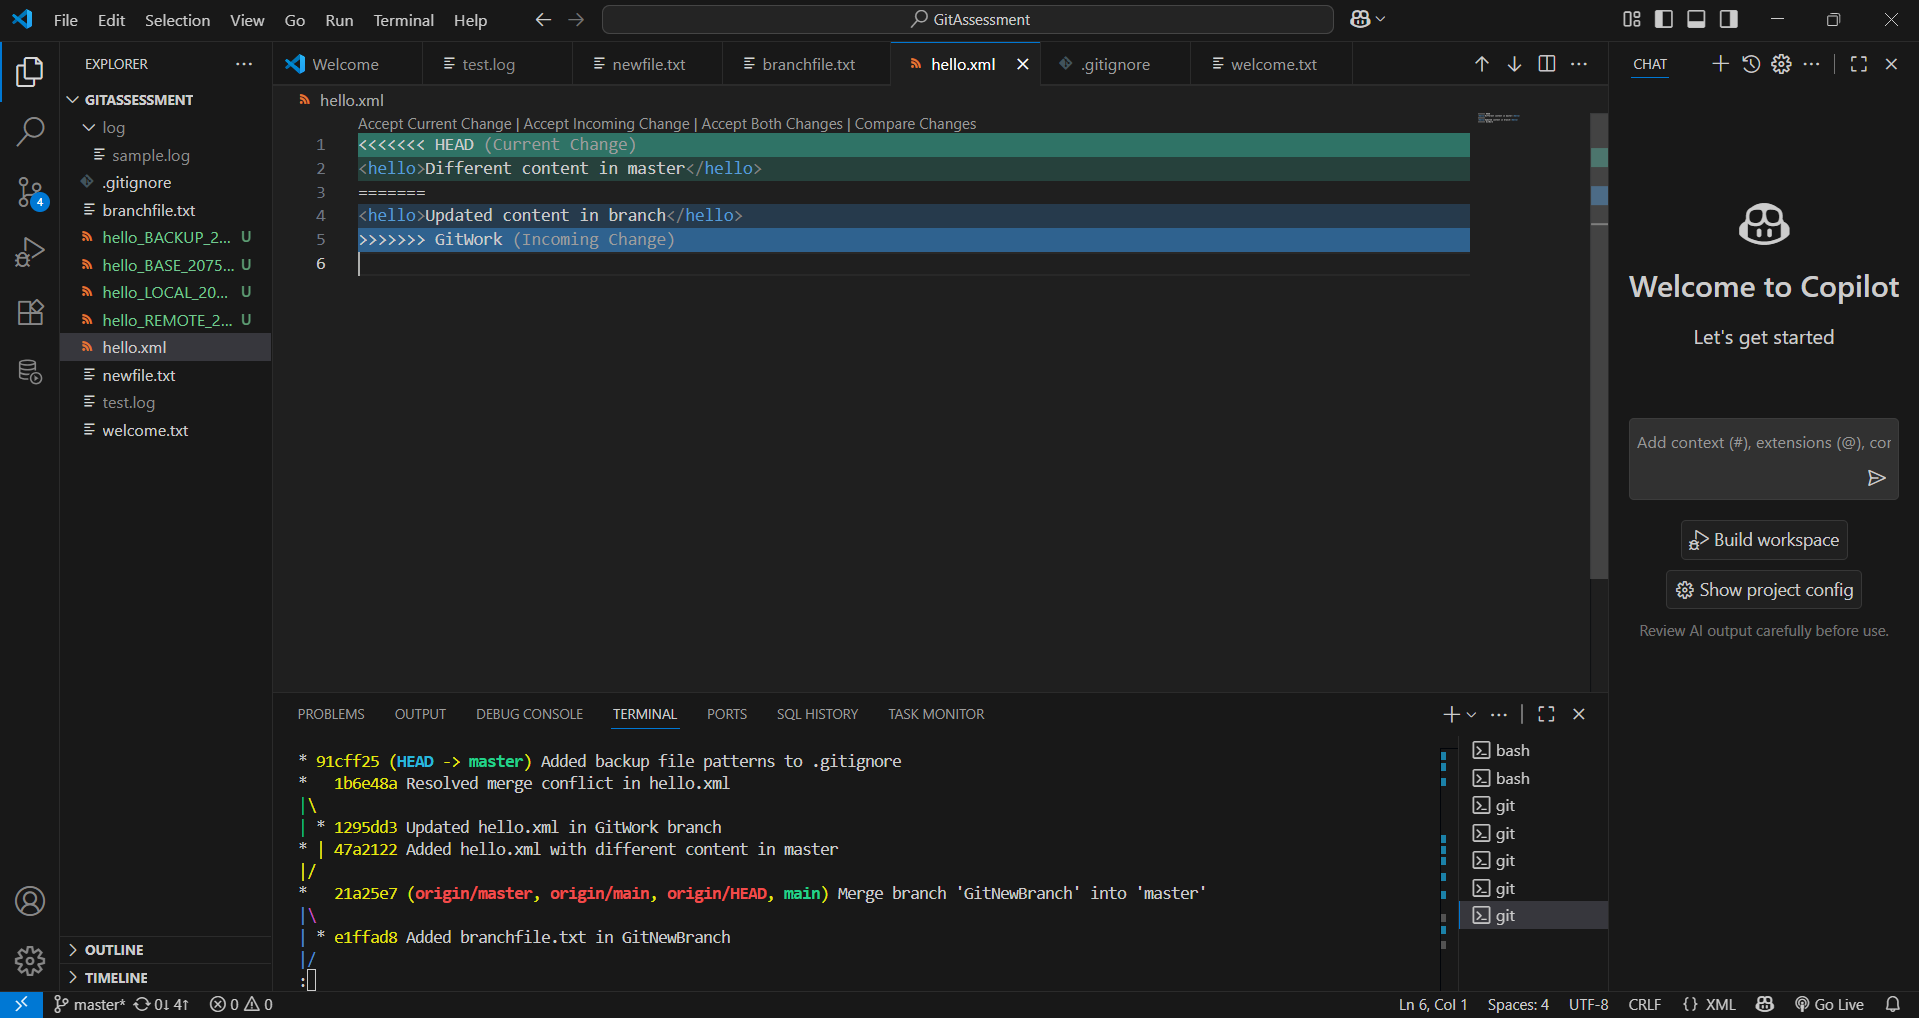 File Edit Selection View Go Run Terminal Help
GitAssessment
EXPLORER
GITASSESSMENT
log
sample.log
.gitignore
branchfile.txt
hello_BACKUP_2... U
hello_BASE_2075... U
hello_LOCAL_20... U
hello_REMOTE_2... U
hello.xml
newfile.txt
test.log
welcome.txt
OUTLINE
TIMELINE
4
Welcome test.log newfile.txt branchfile.txt hello.xml .gitignore welcome.txt
hello.xml
Accept Current Change | Accept Incoming Change | Accept Both Changes | Compare Changes
1 <<<<<<< HEAD (Current Change)
2 <hello>Different content in master</hello>
3 =======
4 <hello>Updated content in branch</hello>
5 >>>>>>> GitWork (Incoming Change)
6
PROBLEMS OUTPUT DEBUG CONSOLE TERMINAL PORTS SQL HISTORY TASK MONITOR
* 91cff25 (HEAD -> master) Added backup file patterns to .gitignore
*   1b6e48a Resolved merge conflict in hello.xml
|\
| * 1295dd3 Updated hello.xml in GitWork branch
* | 47a2122 Added hello.xml with different content in master
|/
*   21a25e7 (origin/master, origin/main, origin/HEAD, main) Merge branch 'GitNewBranch' into 'master'
|\
| * e1ffad8 Added branchfile.txt in GitNewBranch
|/
:
bash
bash
git
git
git
git
git
CHAT
Welcome to Copilot
Let's get started
Add context (#), extensions (@), cor
Build workspace
Show project config
Review AI output carefully before use.
master* 0↓ 4↑ 0 0 Ln 6, Col 1 Spaces: 4 UTF-8 CRLF {} XML Go Live